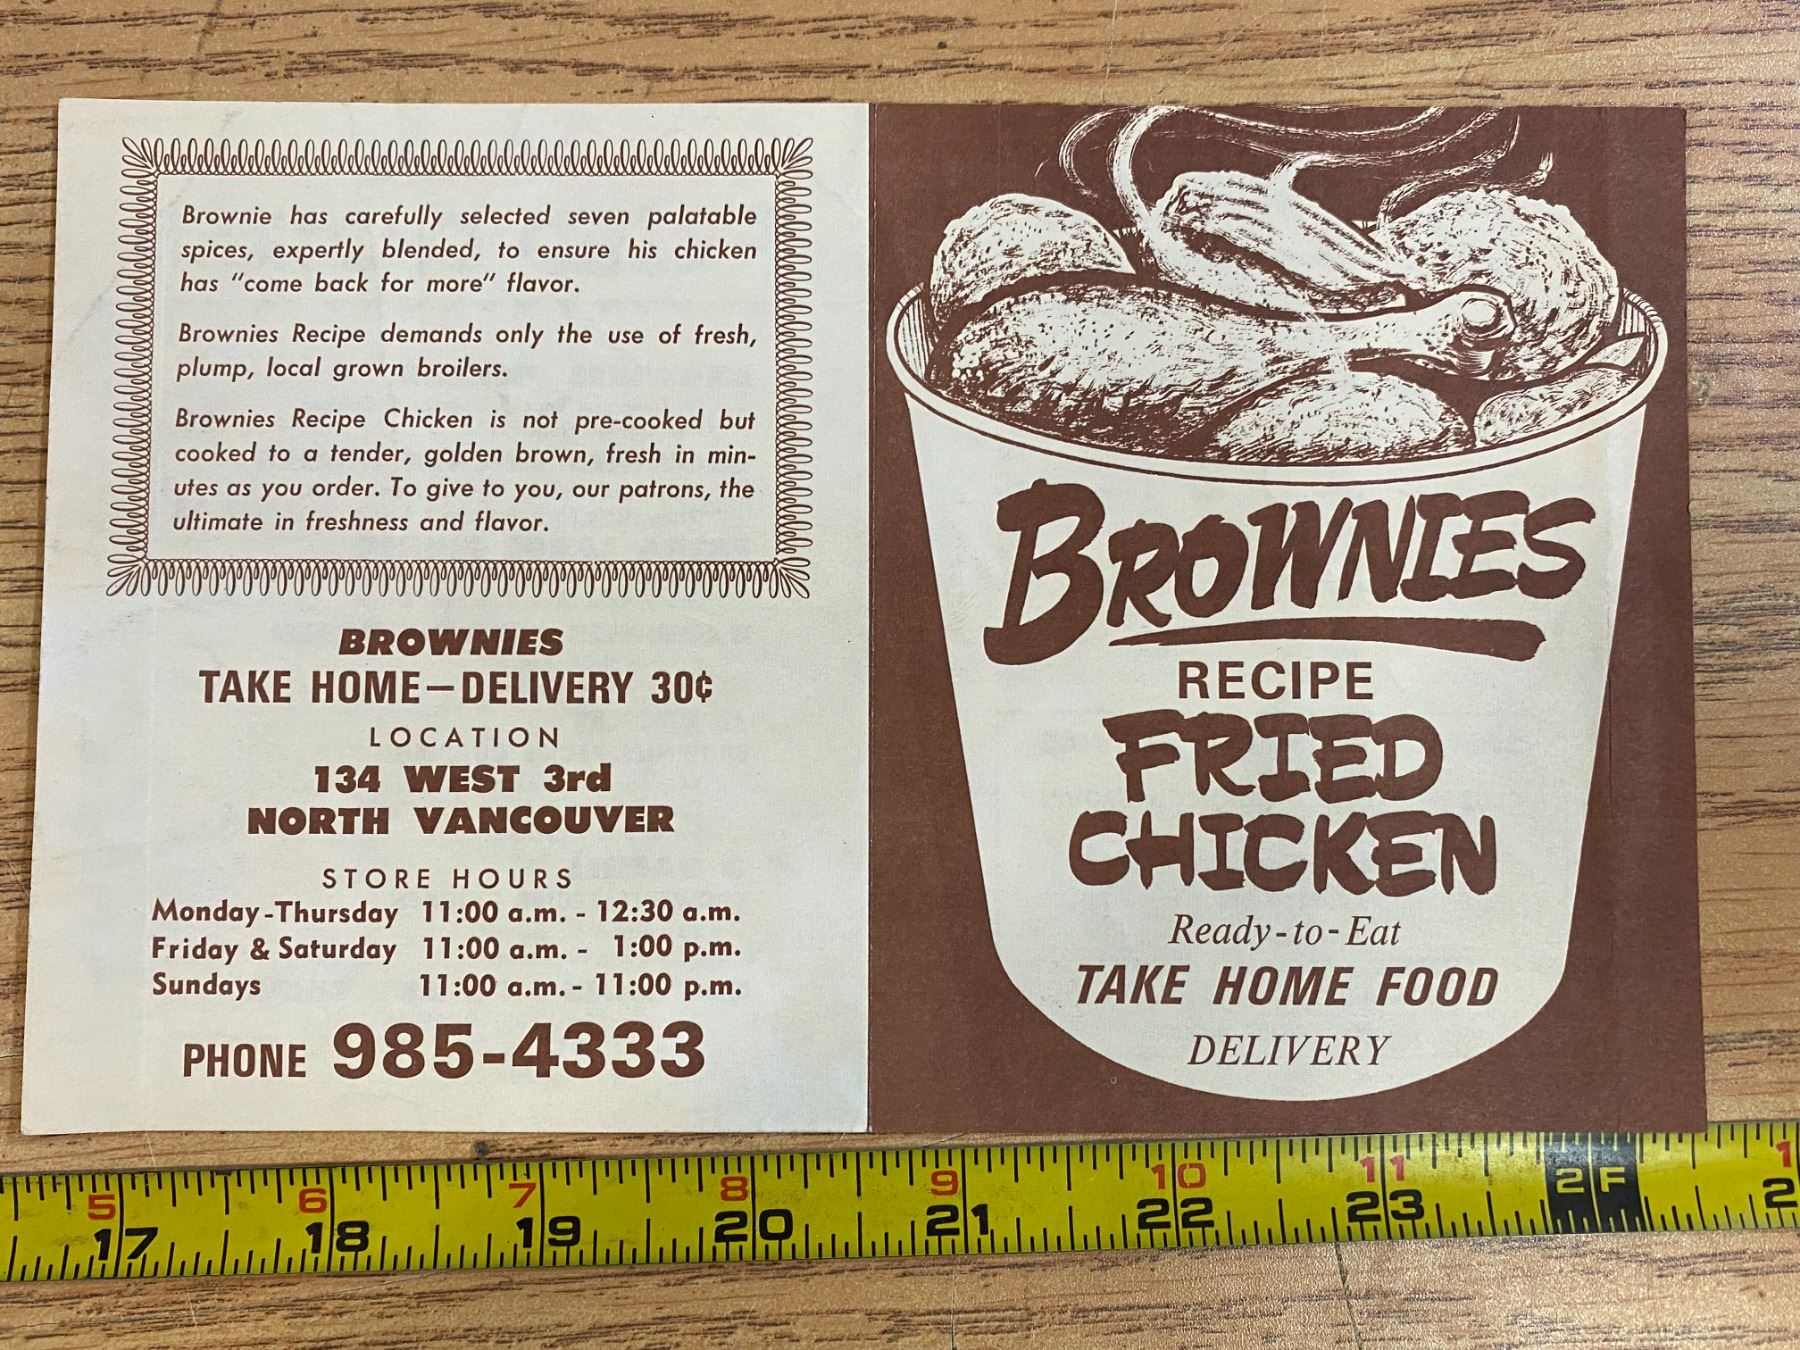 Brownie has carefully selected seven palatable
spices, expertly blended, to ensure his chicken
has "come back for more" flavor.
Brownies Recipe demands only the use of fresh,
plump, local grown broilers.
Brownies Recipe Chicken is not pre-cooked but
cooked to a tender, golden brown, fresh in min-
utes as you order. To give to you, our patrons, the
ultimate in freshness and flavor.
BROWNIES
TAKE HOME—DELIVERY 30¢
LOCATION
134 WEST 3rd
NORTH VANCOUVER
STORE HOURS
Monday-Thursday 11:00 a.m. - 12:30 a.m.
Friday & Saturday 11:00 a.m. - 1:00 p.m.
Sundays 11:00 a.m. - 11:00 p.m.
PHONE 985-4333
BROWNIES
RECIPE
FRIED
CHICKEN
Ready-to-Eat
TAKE HOME FOOD
DELIVERY
5 6 7 8 9 10 11 2F 1
17 18 19 20 21 22 23 2